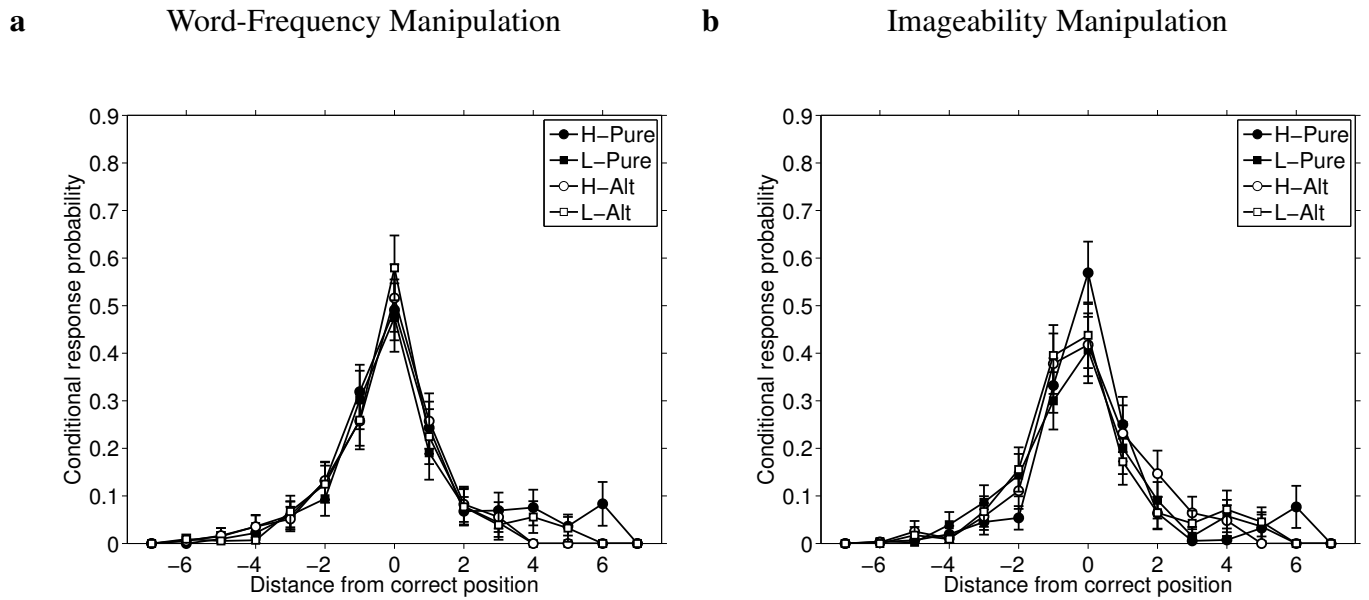 a Word-Frequency Manipulation
Conditional response probability
0.9
0.8
0.7
0.6
0.5
0.4
0.3
0.2
0.1
0
H−Pure
L−Pure
H−Alt
L−Alt
−6 −4 −2 0 2 4 6
Distance from correct position
b Imageability Manipulation
Conditional response probability
0.9
0.8
0.7
0.6
0.5
0.4
0.3
0.2
0.1
0
H−Pure
L−Pure
H−Alt
L−Alt
−6 −4 −2 0 2 4 6
Distance from correct position